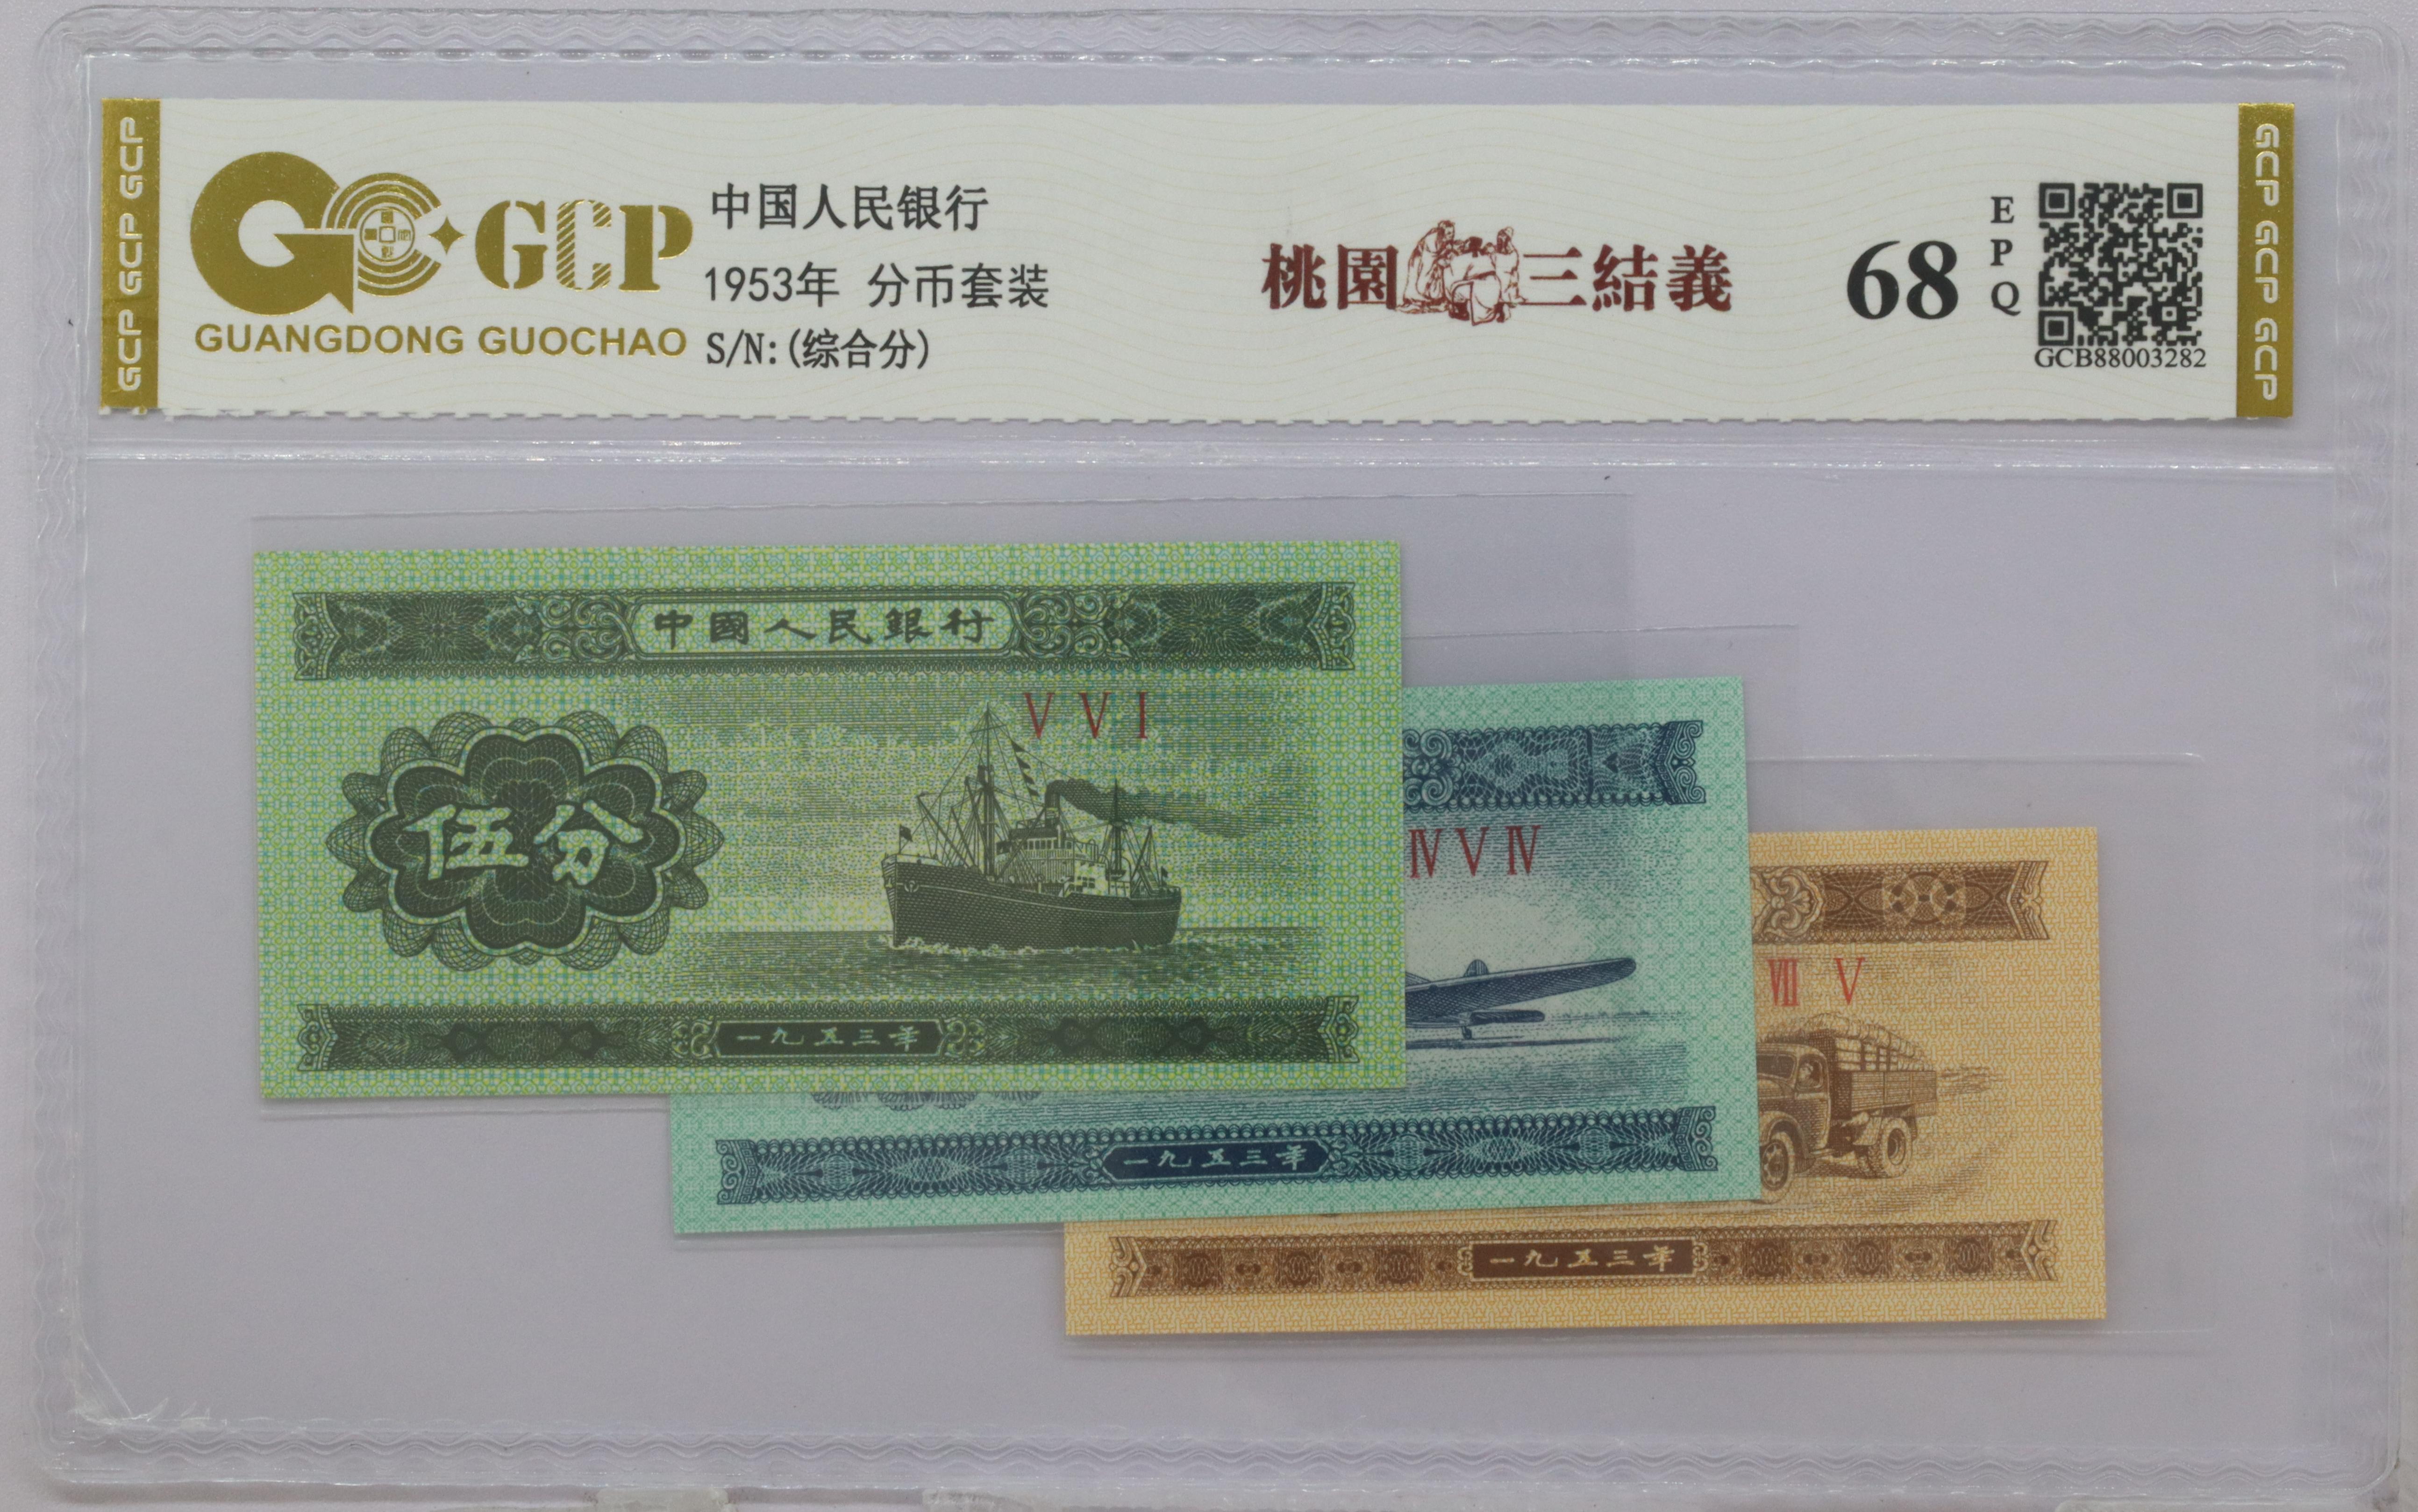 GCP GCP GCP
GCP
GUANGDONG GUOCHAO
中国人民银行
1953年 分币套装
S/N:(综合分)
桃園三結義
68
EPQ
GCB88003282
GCP GCP GCP
中國人民銀行
V V I
伍分
一九五三年
IV V IV
一九五三年
VII V
一九五三年